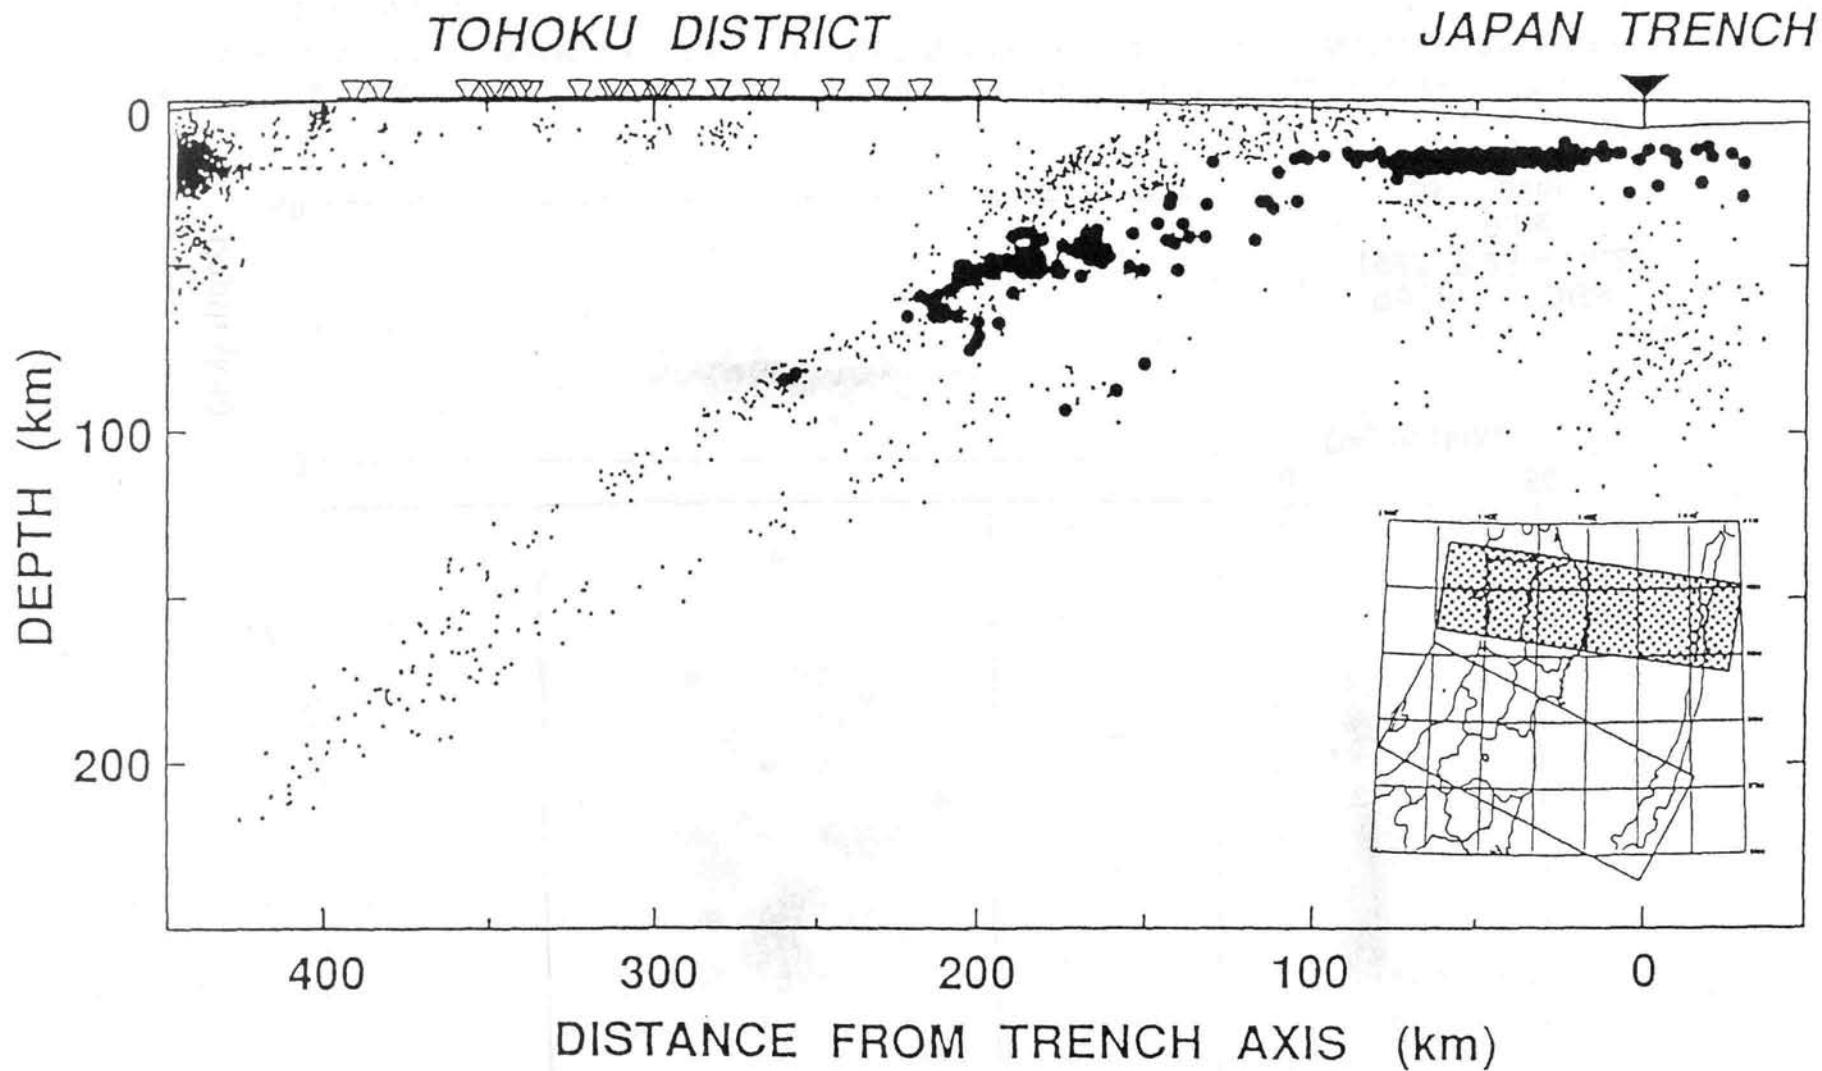 TOHOKU DISTRICT JAPAN TRENCH
0
100
200
DEPTH (km)
400 300 200 100 0
DISTANCE FROM TRENCH AXIS (km)